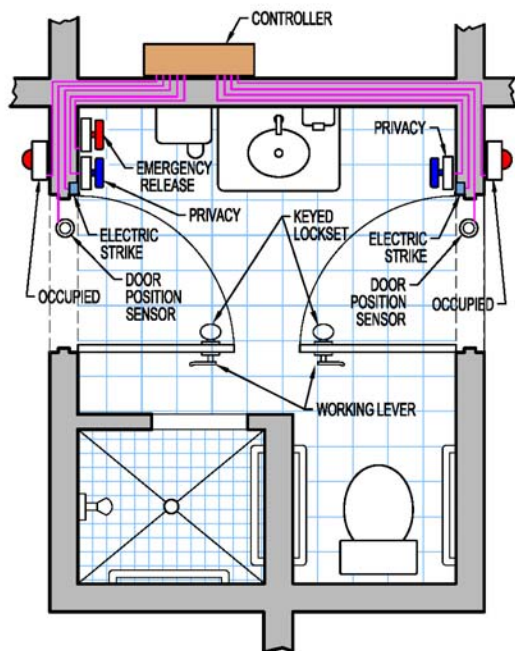 CONTROLLER
PRIVACY
EMERGENCY
RELEASE
PRIVACY
KEYED
LOCKSET
ELECTRIC
STRIKE
ELECTRIC
STRIKE
DOOR
POSITION
SENSOR
DOOR
POSITION
SENSOR
OCCUPIED
OCCUPIED
WORKING LEVER